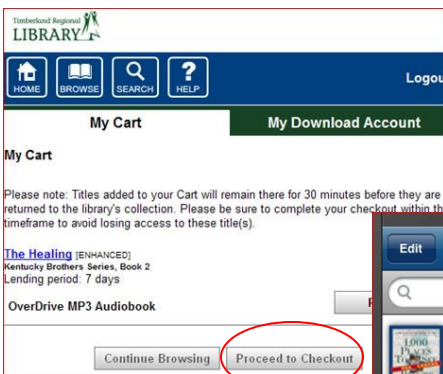 Timberland Regional
LIBRARY
HOME
BROWSE
SEARCH
?
HELP
Logou
My Cart
My Download Account
My Cart
Please note: Titles added to your Cart will remain there for 30 minutes before they are
returned to the library's collection. Please be sure to complete your checkout within th
timeframe to avoid losing access to these title(s).
The Healing [ENHANCED]
Kentucky Brothers Series, Book 2
Lending period: 7 days
OverDrive MP3 Audiobook
Continue Browsing
Proceed to Checkout
Edit
1,000
PLACES